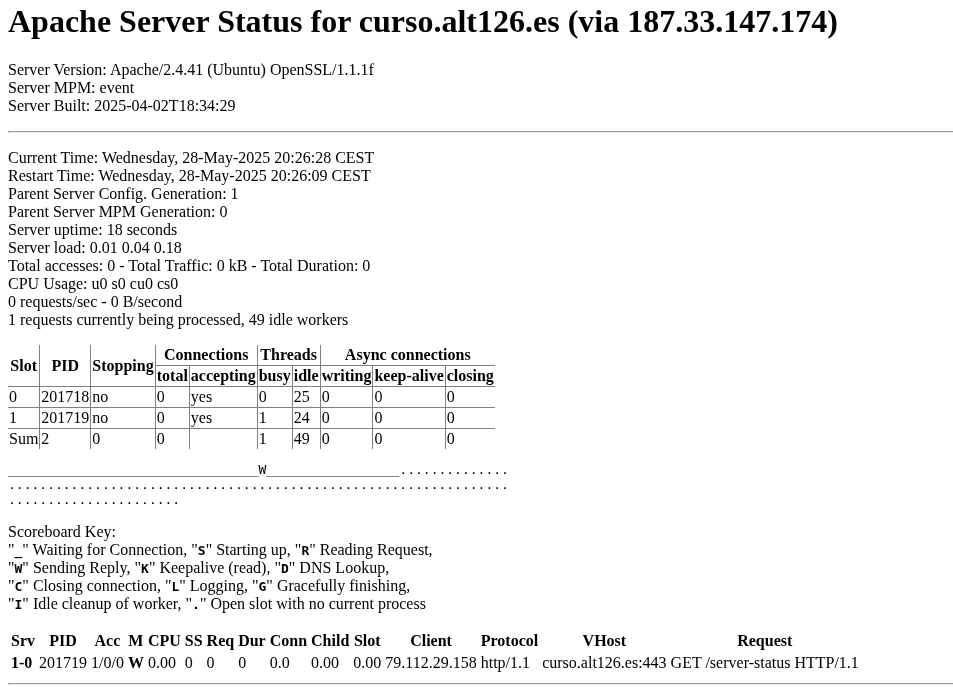 Apache Server Status for curso.alt126.es (via 187.33.147.174)
Server Version: Apache/2.4.41 (Ubuntu) OpenSSL/1.1.1f
Server MPM: event
Server Built: 2025-04-02T18:34:29
Current Time: Wednesday, 28-May-2025 20:26:28 CEST
Restart Time: Wednesday, 28-May-2025 20:26:09 CEST
Parent Server Config. Generation: 1
Parent Server MPM Generation: 0
Server uptime: 18 seconds
Server load: 0.01 0.04 0.18
Total accesses: 0 - Total Traffic: 0 kB - Total Duration: 0
CPU Usage: u0 s0 cu0 cs0
0 requests/sec - 0 B/second
1 requests currently being processed, 49 idle workers
Slot PID Stopping Connections Threads Async connections
total accepting busy idle writing keep-alive closing
0 201718 no 0 yes 0 25 0 0 0
1 201719 no 0 yes 1 24 0 0 0
Sum 2 0 0 1 49 0 0 0
________________________________W_________________..............
................................................................
......................
Scoreboard Key:
"_" Waiting for Connection, "S" Starting up, "R" Reading Request,
"W" Sending Reply, "K" Keepalive (read), "D" DNS Lookup,
"C" Closing connection, "L" Logging, "G" Gracefully finishing,
"I" Idle cleanup of worker, "." Open slot with no current process
Srv PID Acc M CPU SS Req Dur Conn Child Slot Client Protocol VHost Request
1-0 201719 1/0/0 W 0.00 0 0 0 0.0 0.00 0.00 79.112.29.158 http/1.1 curso.alt126.es:443 GET /server-status HTTP/1.1